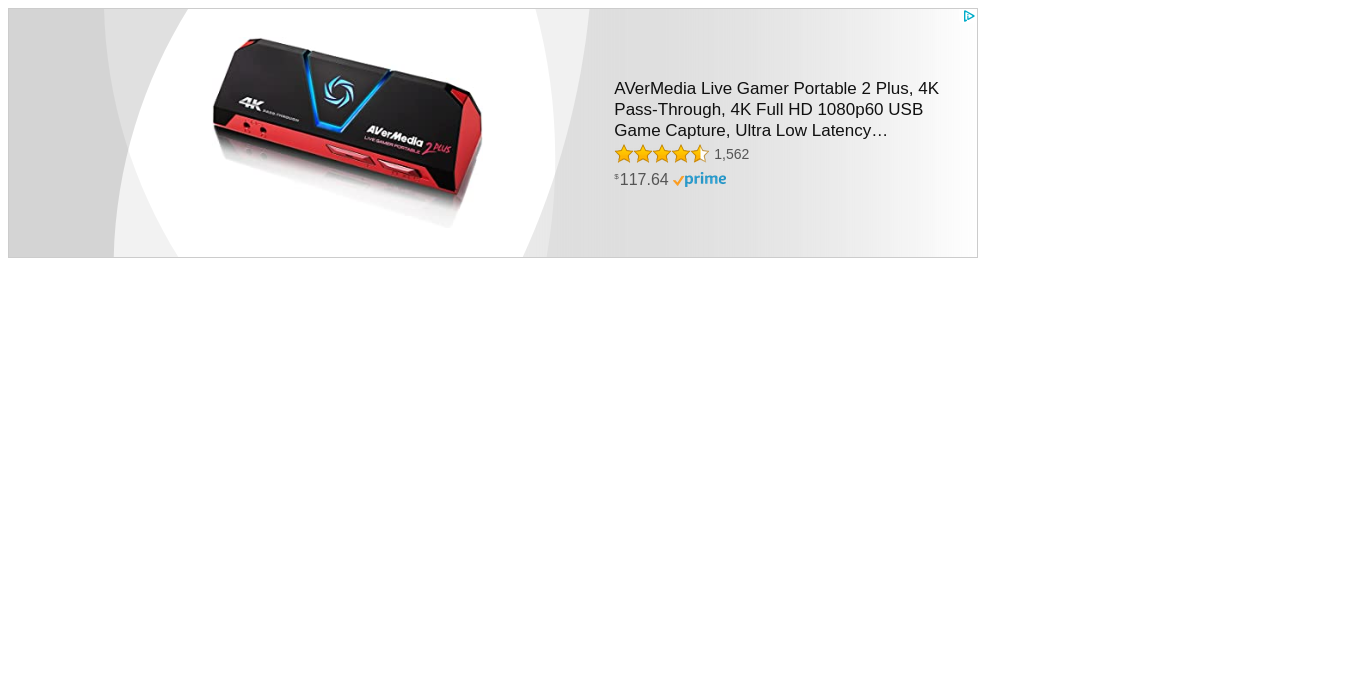 4K PASS-THROUGH
AVerMedia
LIVE GAMER PORTABLE 2 PLUS
AVerMedia Live Gamer Portable 2 Plus, 4K
Pass-Through, 4K Full HD 1080p60 USB
Game Capture, Ultra Low Latency…
1,562
$117.64 prime